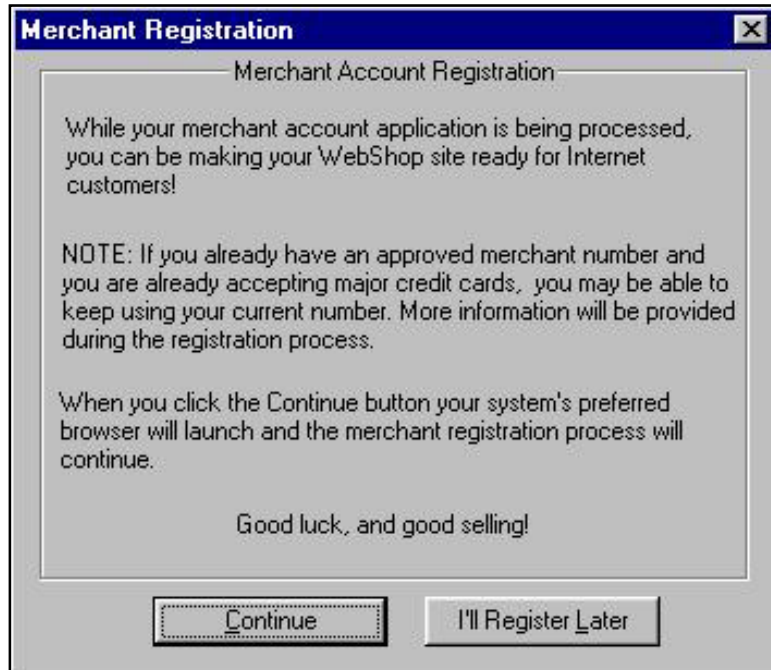 Merchant Registration
Merchant Account Registration
While your merchant account application is being processed,
you can be making your WebShop site ready for Internet
customers!
NOTE: If you already have an approved merchant number and
you are already accepting major credit cards,  you may be able to
keep using your current number. More information will be provided
during the registration process.
When you click the Continue button your system's preferred
browser will launch and the merchant registration process will
continue.
Good luck, and good selling!
Continue
I'll Register Later